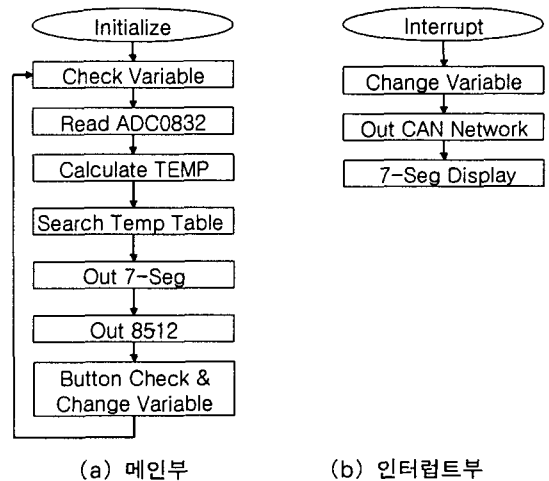 Initialize
Check Variable
Read ADC0832
Calculate TEMP
Search Temp Table
Out 7-Seg
Out 8512
Button Check &
Change Variable
(a) 메인부
Interrupt
Change Variable
Out CAN Network
7-Seg Display
(b) 인터럽트부